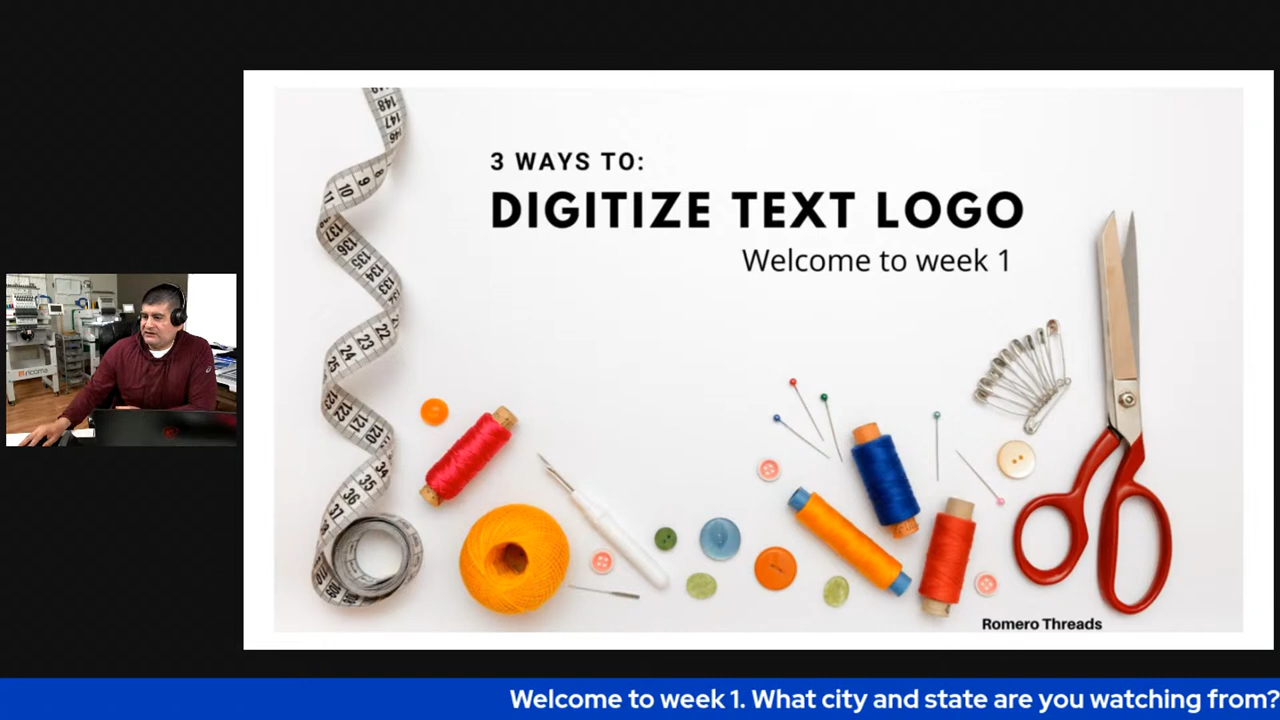 3 WAYS TO:
DIGITIZE TEXT LOGO
Welcome to week 1
Romero Threads
Welcome to week 1. What city and state are you watching from?